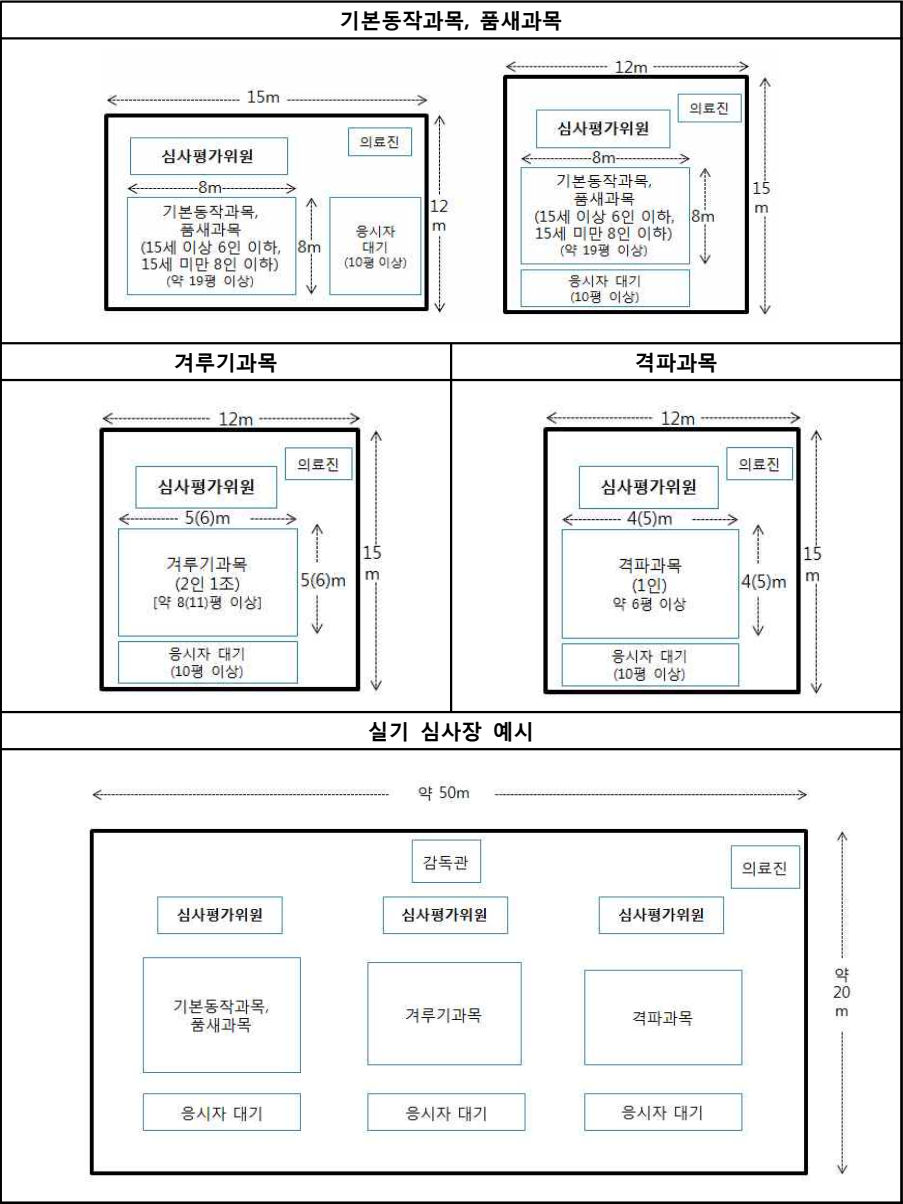 기본동작과목, 품새과목
15m
의료진
심사평가위원
8m
기본동작과목,
품새과목
(15세 이상 6인 이하,
15세 미만 8인 이하)
(약 19평 이상)
8m
응시자
대기
(10평 이상)
12
m
12m
의료진
심사평가위원
8m
기본동작과목,
품새과목
(15세 이상 6인 이하,
15세 미만 8인 이하)
(약 19평 이상)
8m
응시자 대기
(10평 이상)
15
m
겨루기과목
12m
의료진
심사평가위원
5(6)m
겨루기과목
(2인 1조)
[약 8(11)평 이상]
5(6)m
응시자 대기
(10평 이상)
15
m
격파과목
12m
의료진
심사평가위원
4(5)m
격파과목
(1인)
약 6평 이상
4(5)m
응시자 대기
(10평 이상)
15
m
실기 심사장 예시
약 50m
감독관
의료진
심사평가위원
심사평가위원
심사평가위원
기본동작과목,
품새과목
겨루기과목
격파과목
응시자 대기
응시자 대기
응시자 대기
약
20
m